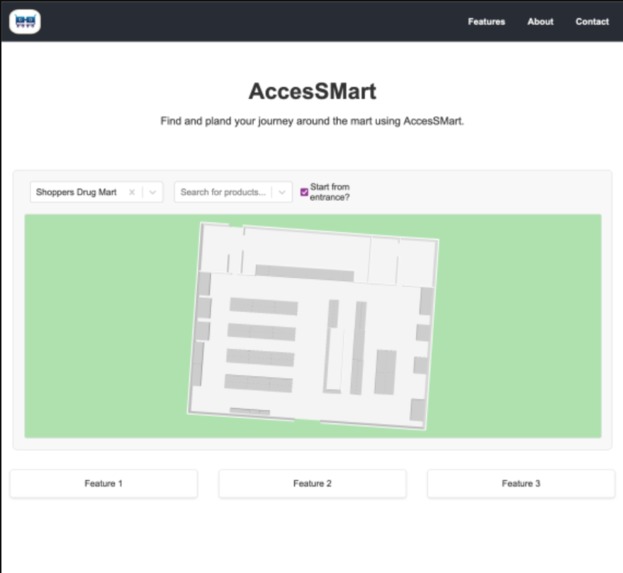 Features About Contact
AccesSMart
Find and pland your journey around the mart using AccesSMart.
Shoppers Drug Mart Search for products... Start from
entrance?
Feature 1 Feature 2 Feature 3